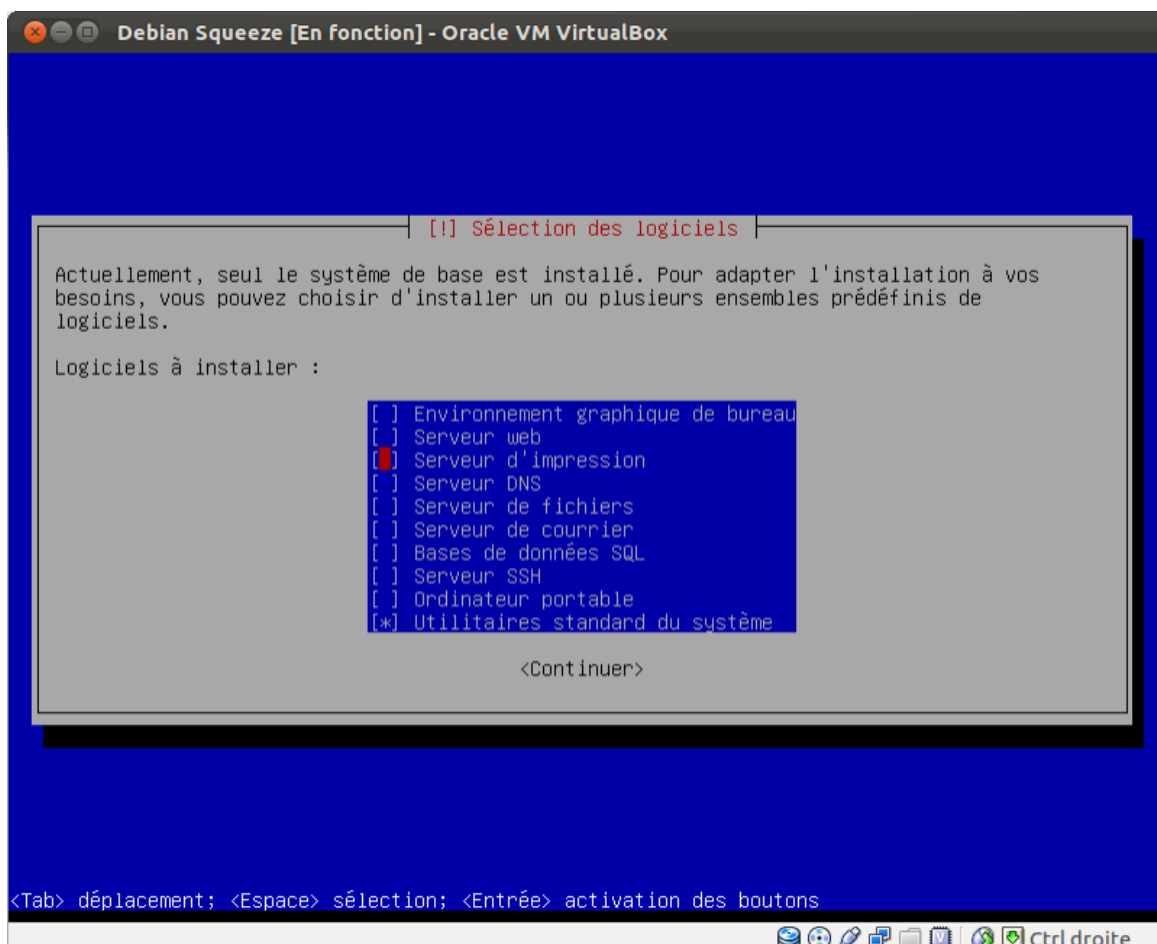 Debian Squeeze [En fonction] - Oracle VM VirtualBox
[!] Sélection des logiciels
Actuellement, seul le système de base est installé. Pour adapter l'installation à vos
besoins, vous pouvez choisir d'installer un ou plusieurs ensembles prédéfinis de
logiciels.
Logiciels à installer :
[ ] Environnement graphique de bureau
[ ] Serveur web
[ ] Serveur d'impression
[ ] Serveur DNS
[ ] Serveur de fichiers
[ ] Serveur de courrier
[ ] Bases de données SQL
[ ] Serveur SSH
[ ] Ordinateur portable
[*] Utilitaires standard du système
<Continuer>
<Tab> déplacement; <Espace> sélection; <Entrée> activation des boutons
Ctrl droite